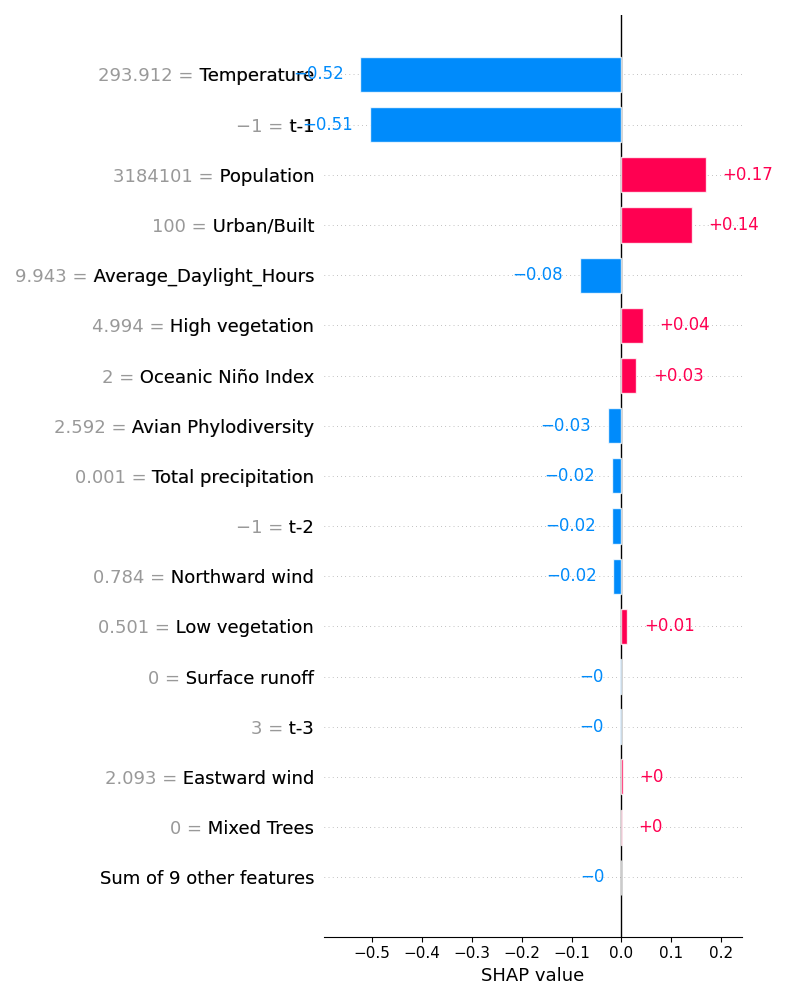 293.912 = Temperature −0.52
−1 = t-1 −0.51
3184101 = Population +0.17
100 = Urban/Built +0.14
9.943 = Average_Daylight_Hours −0.08
4.994 = High vegetation +0.04
2 = Oceanic Niño Index +0.03
2.592 = Avian Phylodiversity −0.03
0.001 = Total precipitation −0.02
−1 = t-2 −0.02
0.784 = Northward wind −0.02
0.501 = Low vegetation +0.01
0 = Surface runoff −0
3 = t-3 −0
2.093 = Eastward wind +0
0 = Mixed Trees +0
Sum of 9 other features −0
−0.5 −0.4 −0.3 −0.2 −0.1 0.0 0.1 0.2
SHAP value